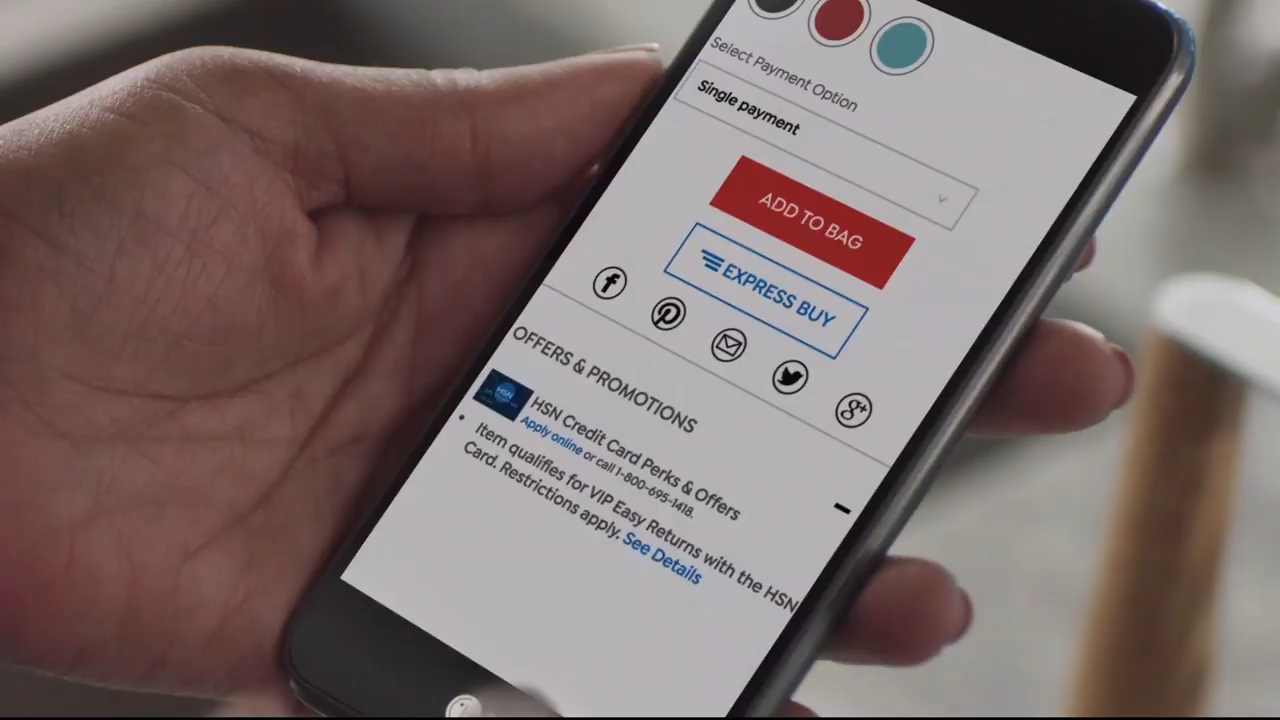 Select Payment Option
Single payment
ADD TO BAG
EXPRESS BUY
OFFERS & PROMOTIONS
HSN
HSN Credit Card Perks & Offers
Apply online or call 1-800-695-1418.
Item qualifies for VIP Easy Returns with the HSN
Card. Restrictions apply. See Details